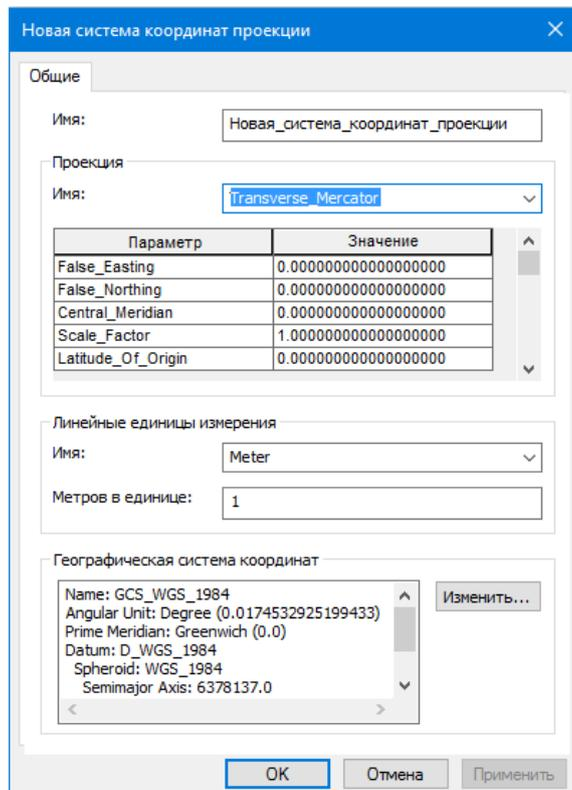 Новая система координат проекции
Общие
Имя: Новая_система_координат_проекции
Проекция
Имя: Transverse_Mercator
Параметр Значение
False_Easting 0.000000000000000000
False_Northing 0.000000000000000000
Central_Meridian 0.000000000000000000
Scale_Factor 1.000000000000000000
Latitude_Of_Origin 0.000000000000000000
Линейные единицы измерения
Имя: Meter
Метров в единице: 1
Географическая система координат
Name: GCS_WGS_1984
Angular Unit: Degree (0.0174532925199433)
Prime Meridian: Greenwich (0.0)
Datum: D_WGS_1984
Spheroid: WGS_1984
Semimajor Axis: 6378137.0
Изменить...
OK Отмена Применить